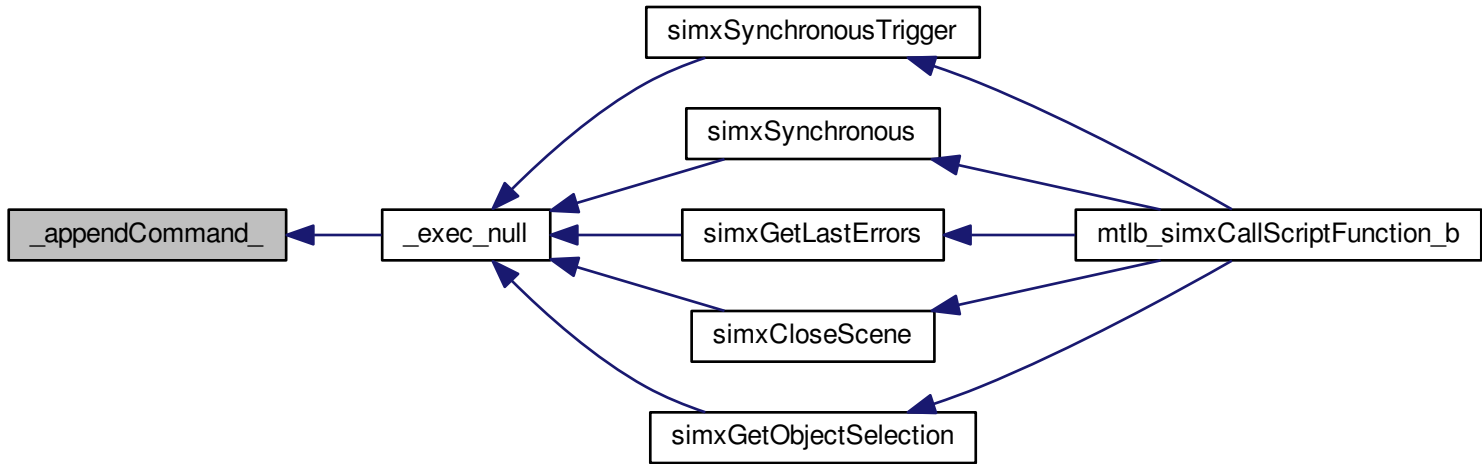 simxSynchronousTrigger
simxSynchronous
_appendCommand_
_exec_null
simxGetLastErrors
mtlb_simxCallScriptFunction_b
simxCloseScene
simxGetObjectSelection